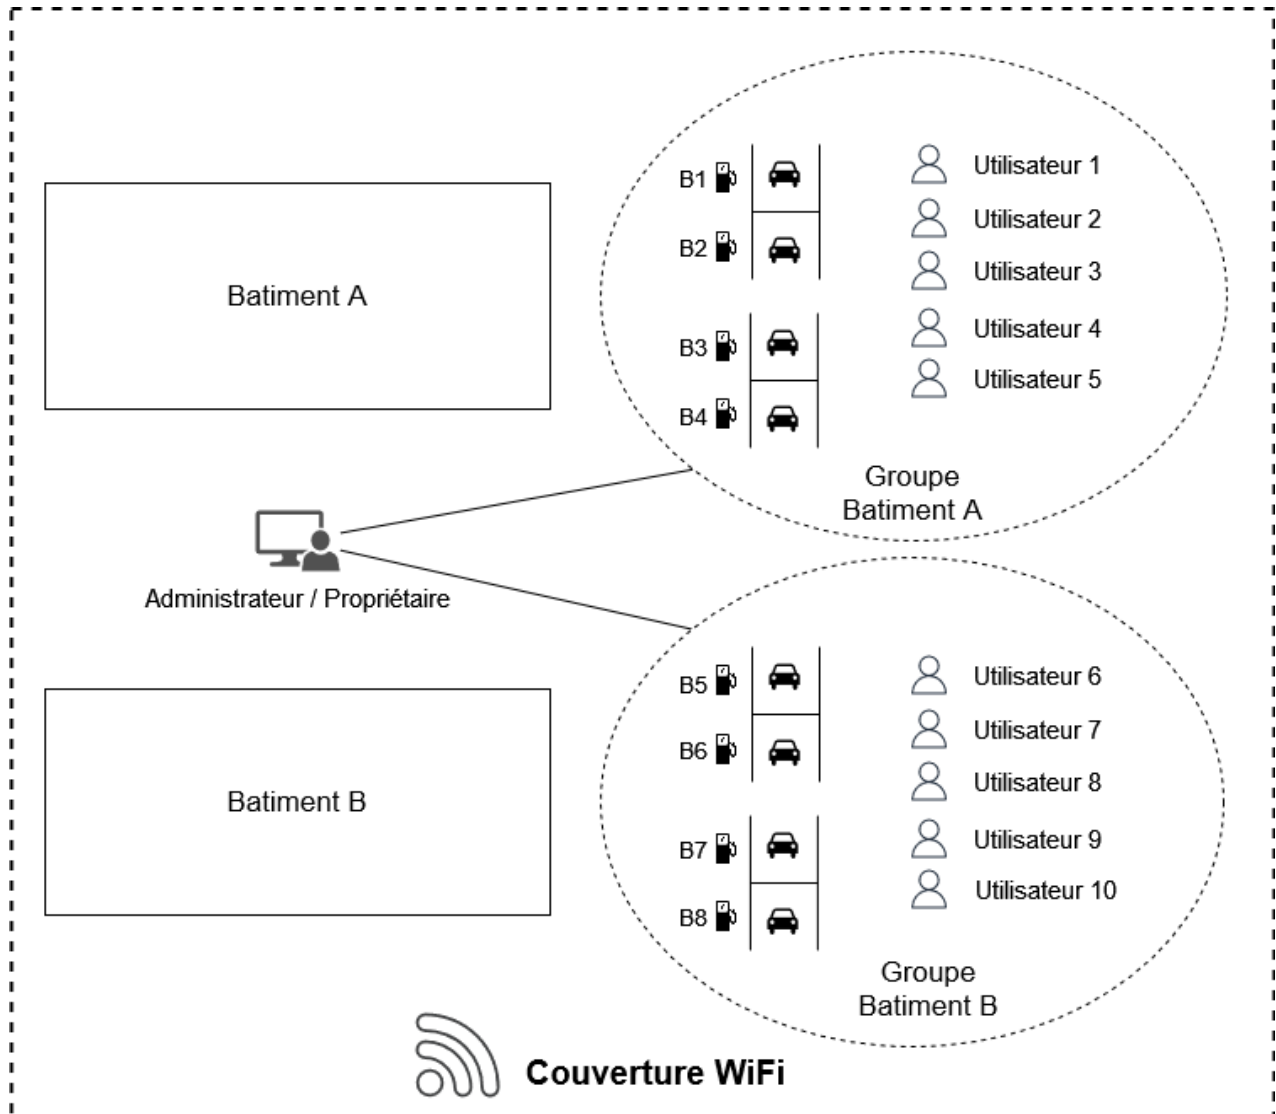 B1
Utilisateur 1
B2
Utilisateur 2
Utilisateur 3
Batiment A
B3
Utilisateur 4
B4
Utilisateur 5
Groupe
Batiment A
Administrateur / Propriétaire
B5
Utilisateur 6
B6
Utilisateur 7
Utilisateur 8
Batiment B
B7
Utilisateur 9
B8
Utilisateur 10
Groupe
Batiment B
Couverture WiFi